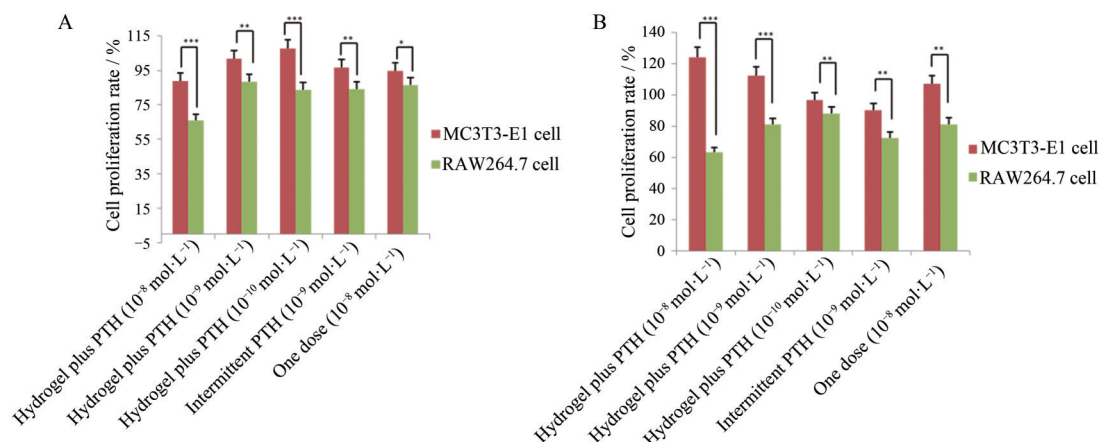 A
Cell proliferation rate / %
115
95
75
55
35
15
−5
***
**
***
**
*
MC3T3-E1 cell
RAW264.7 cell
Hydrogel plus PTH (10⁻⁸ mol·L⁻¹)
Hydrogel plus PTH (10⁻⁹ mol·L⁻¹)
Hydrogel plus PTH (10⁻¹⁰ mol·L⁻¹)
Intermittent PTH (10⁻⁹ mol·L⁻¹)
One dose (10⁻⁸ mol·L⁻¹)
B
Cell proliferation rate / %
140
120
100
80
60
40
20
0
***
***
**
**
**
MC3T3-E1 cell
RAW264.7 cell
Hydrogel plus PTH (10⁻⁸ mol·L⁻¹)
Hydrogel plus PTH (10⁻⁹ mol·L⁻¹)
Hydrogel plus PTH (10⁻¹⁰ mol·L⁻¹)
Intermittent PTH (10⁻⁹ mol·L⁻¹)
One dose (10⁻⁸ mol·L⁻¹)